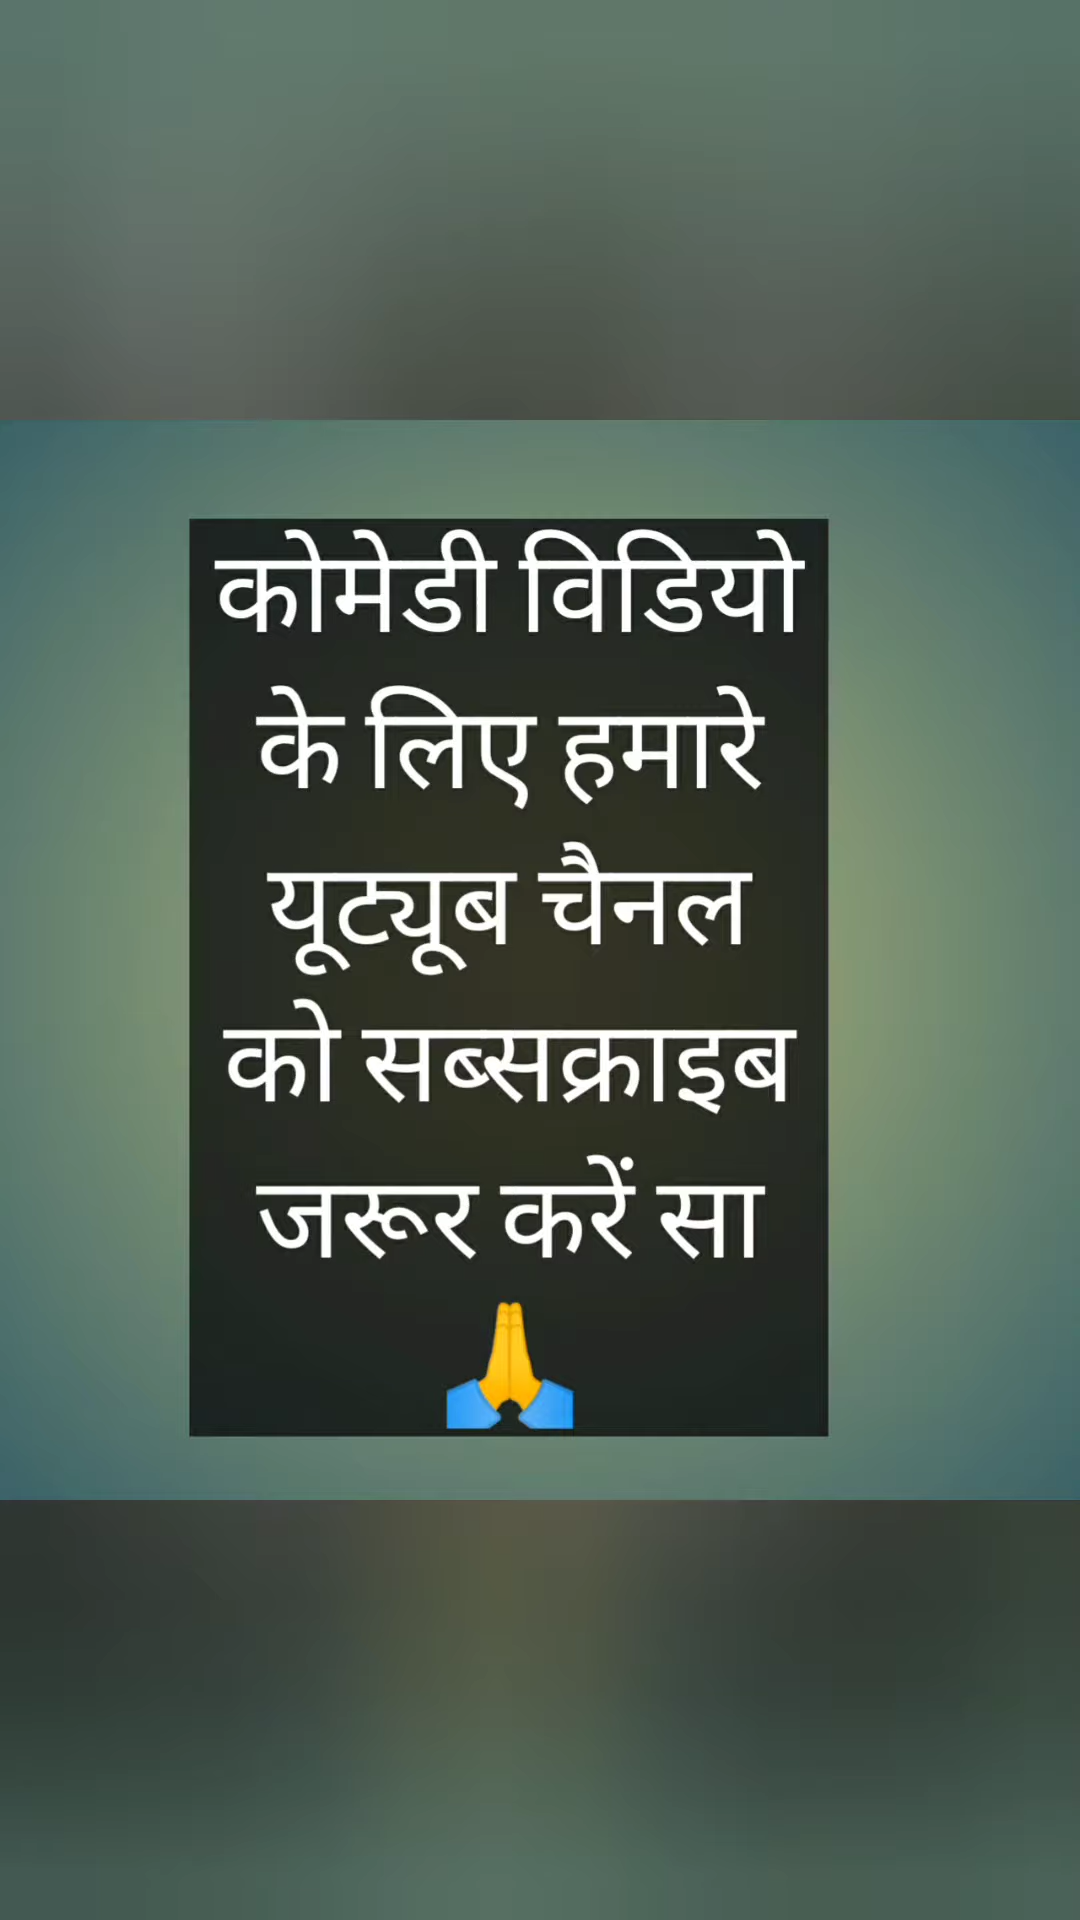 कोमेडी विडियो
के लिए हमारे
यूट्यूब चैनल
को सब्सक्राइब
जरूर करें सा
🙏